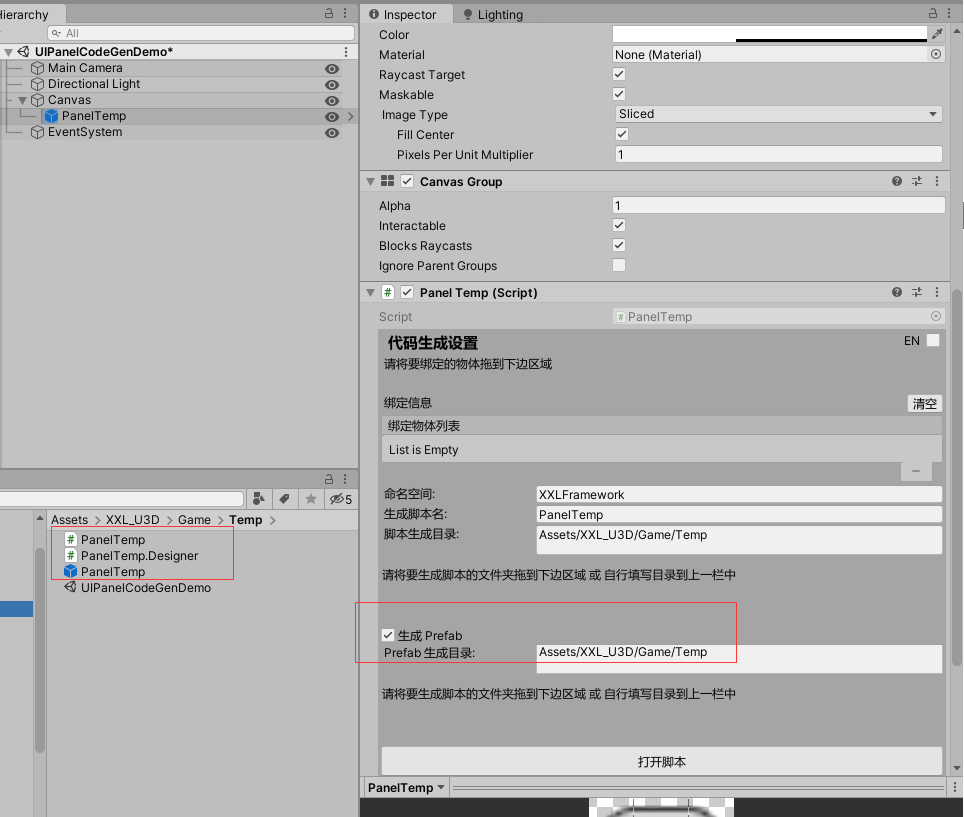 Hierarchy
All
UIPanelCodeGenDemo*
Main Camera
Directional Light
Canvas
PanelTemp
EventSystem
5
Assets > XXL_U3D > Game > Temp >
PanelTemp
PanelTemp.Designer
PanelTemp
UIPanelCodeGenDemo
Inspector
Lighting
Color
Material
None (Material)
Raycast Target
Maskable
Image Type
Sliced
Fill Center
Pixels Per Unit Multiplier
1
Canvas Group
Alpha
1
Interactable
Blocks Raycasts
Ignore Parent Groups
# Panel Temp (Script)
Script
# PanelTemp
代码生成设置
EN
请将要绑定的物体拖到下边区域
绑定信息
清空
绑定物体列表
List is Empty
命名空间:
XXLFramework
生成脚本名:
PanelTemp
脚本生成目录:
Assets/XXL_U3D/Game/Temp
请将要生成脚本的文件夹拖到下边区域 或 自行填写目录到上一栏中
生成 Prefab
Prefab 生成目录:
Assets/XXL_U3D/Game/Temp
请将要生成脚本的文件夹拖到下边区域 或 自行填写目录到上一栏中
打开脚本
PanelTemp